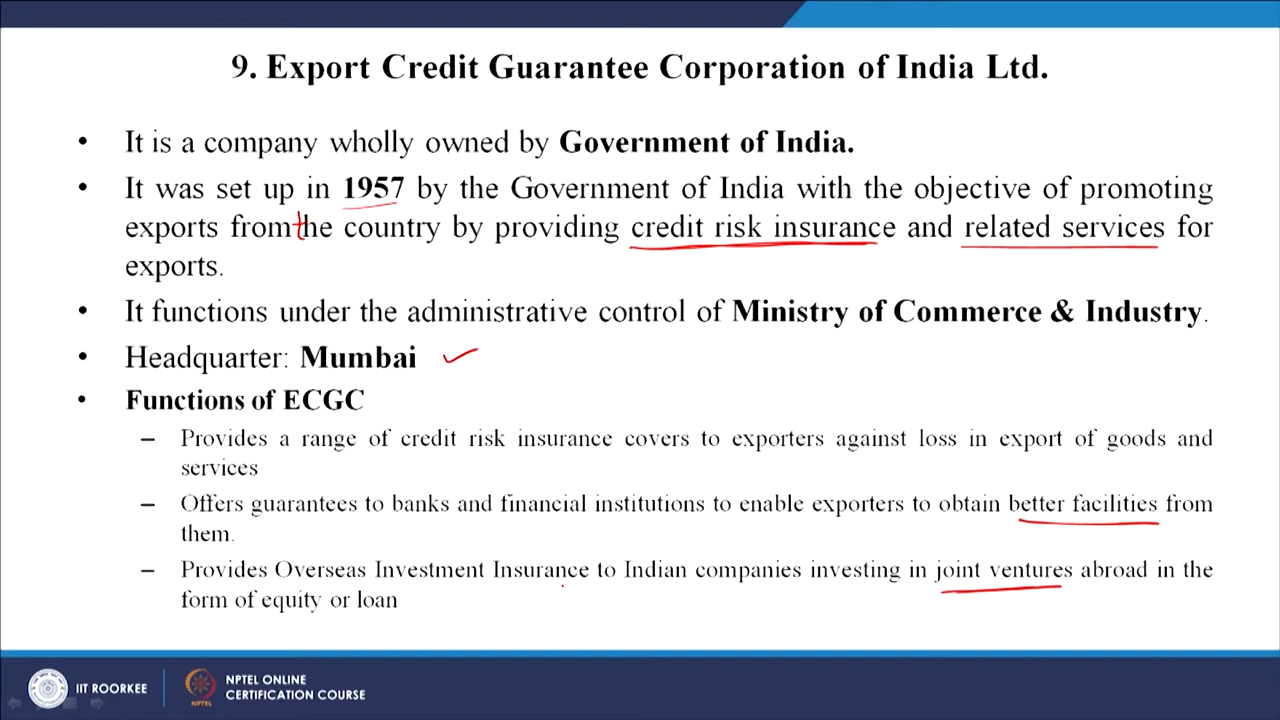 9. Export Credit Guarantee Corporation of India Ltd.
• It is a company wholly owned by Government of India.
• It was set up in 1957 by the Government of India with the objective of promoting
exports from the country by providing credit risk insurance and related services for
exports.
• It functions under the administrative control of Ministry of Commerce & Industry.
• Headquarter: Mumbai
• Functions of ECGC
– Provides a range of credit risk insurance covers to exporters against loss in export of goods and
services
– Offers guarantees to banks and financial institutions to enable exporters to obtain better facilities from
them.
– Provides Overseas Investment Insurance to Indian companies investing in joint ventures abroad in the
form of equity or loan
IIT ROORKEE
NPTEL ONLINE
CERTIFICATION COURSE
NPTEL